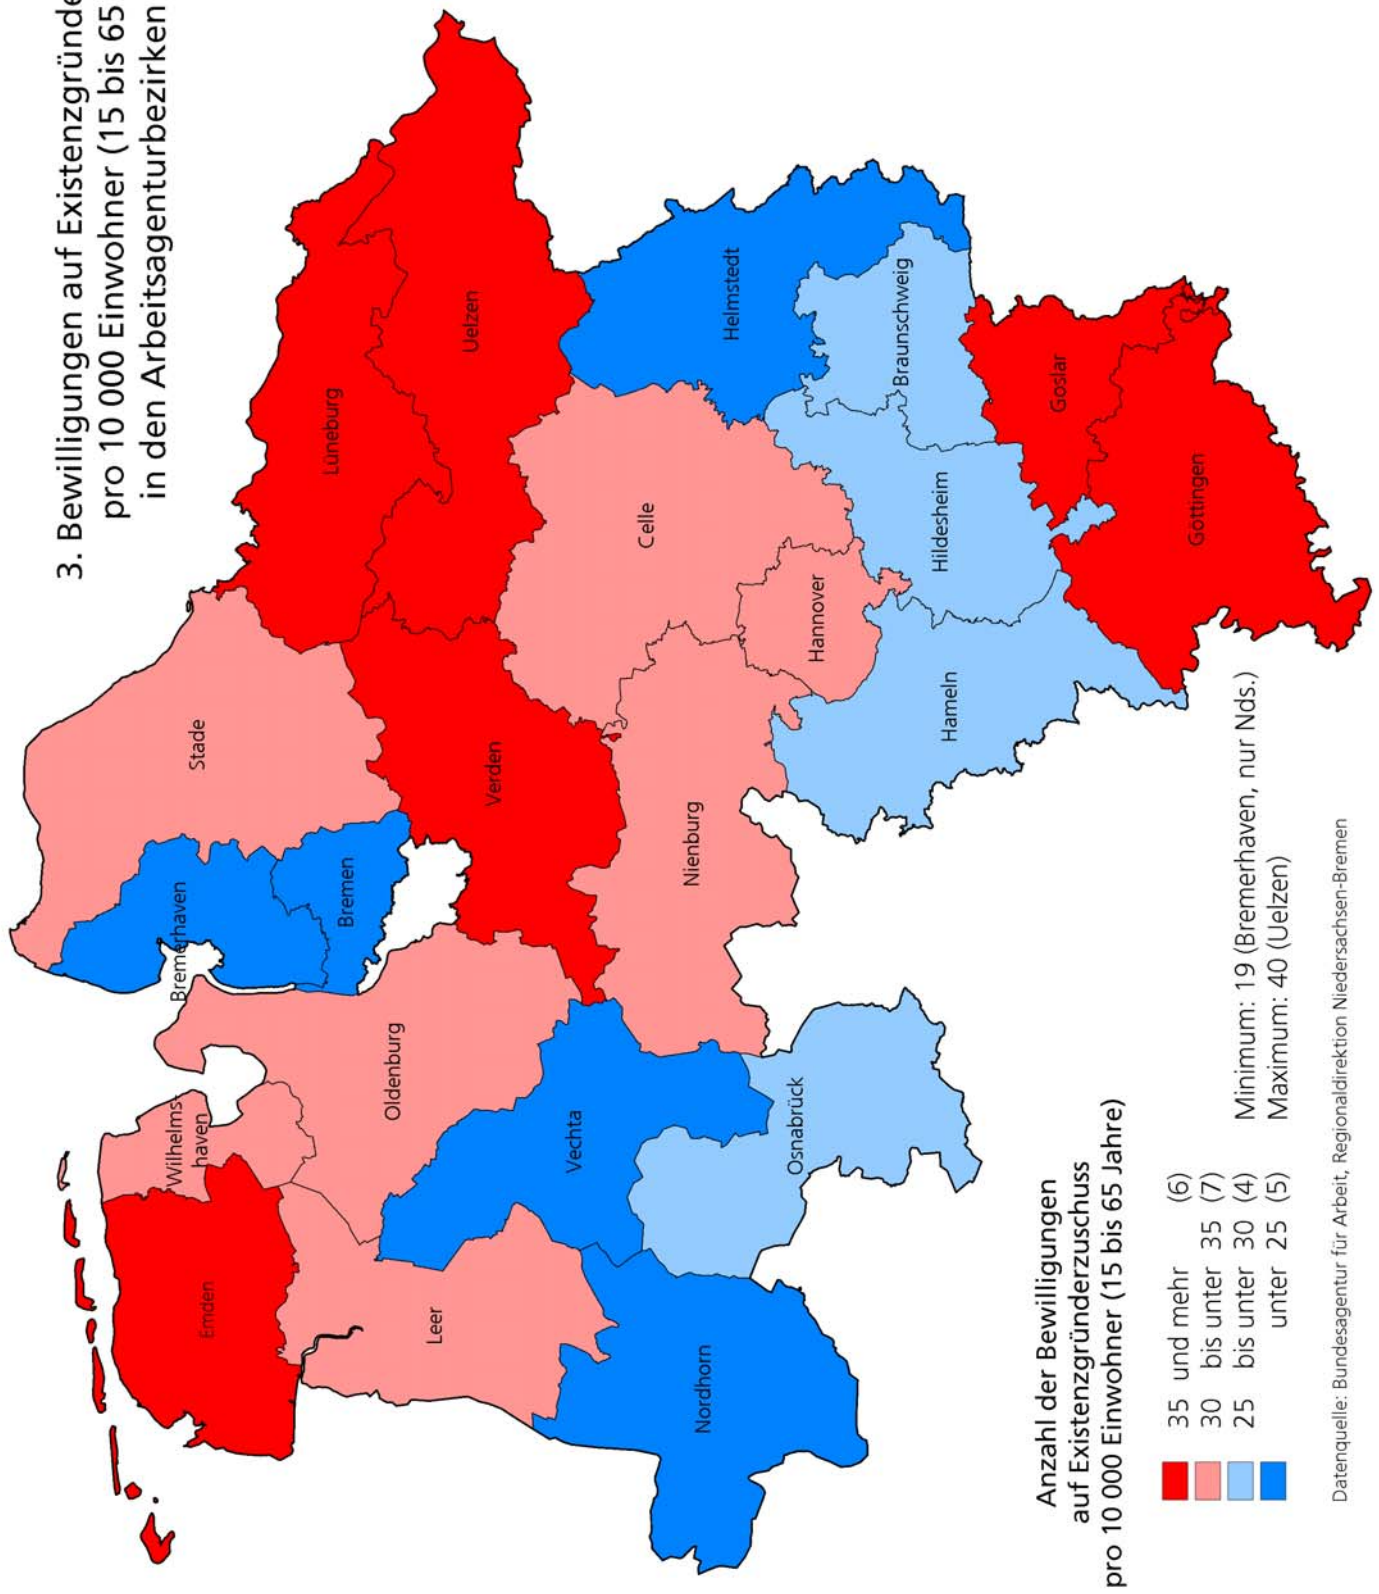 3. Bewilligungen auf Existenzgründe
pro 10 000 Einwohner (15 bis 65
in den Arbeitsagenturbezirken
Stade
Bremerhaven
Bremen
Wilhelms-
haven
Emden
Oldenburg
Leer
Lüneburg
Uelzen
Verden
Vechta
Nordhorn
Osnabrück
Nienburg
Celle
Hannover
Helmstedt
Braunschweig
Hildesheim
Hameln
Goslar
Göttingen
Anzahl der Bewilligungen
auf Existenzgründerzuschuss
pro 10 000 Einwohner (15 bis 65 Jahre)
35 und mehr (6)
30 bis unter 35 (7)
25 bis unter 30 (4)
unter 25 (5)
Minimum: 19 (Bremerhaven, nur Nds.)
Maximum: 40 (Uelzen)
Datenquelle: Bundesagentur für Arbeit, Regionaldirektion Niedersachsen-Bremen